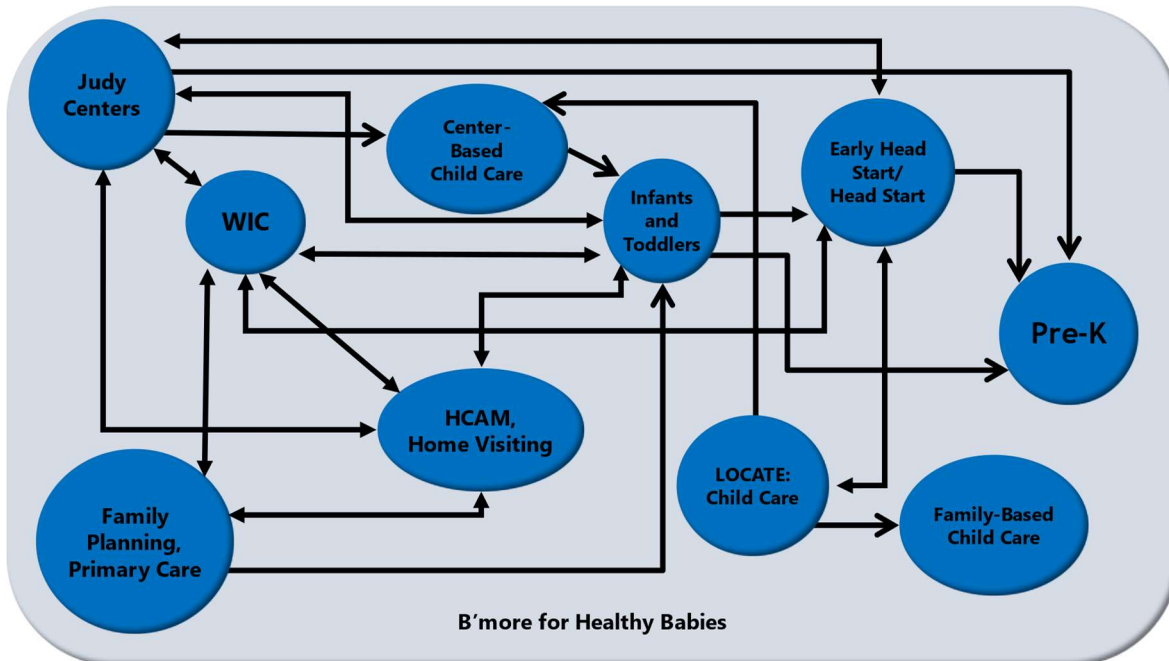 Judy
Centers
Center-
Based
Child Care
Early Head
Start/
Head Start
WIC
Infants
and
Toddlers
Pre-K
HCAM,
Home Visiting
LOCATE:
Child Care
Family
Planning,
Primary Care
Family-Based
Child Care
B’more for Healthy Babies